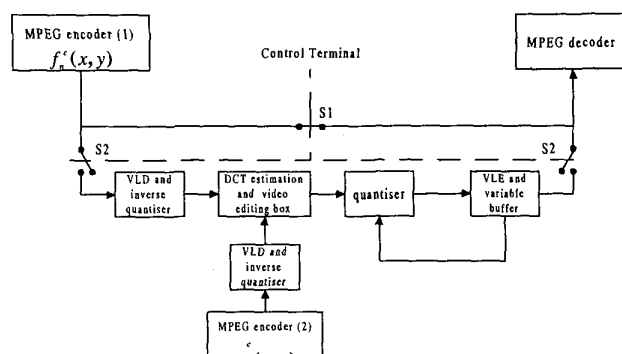 MPEG encoder (1)
f_n^c(x, y)
MPEG decoder
Control Terminal
S1
S2
S2
VLD and
inverse
quantiser
DCT estimation
and video
editing box
quantiser
VLE and
variable
buffer
VLD and
inverse
quantiser
MPEG encoder (2)